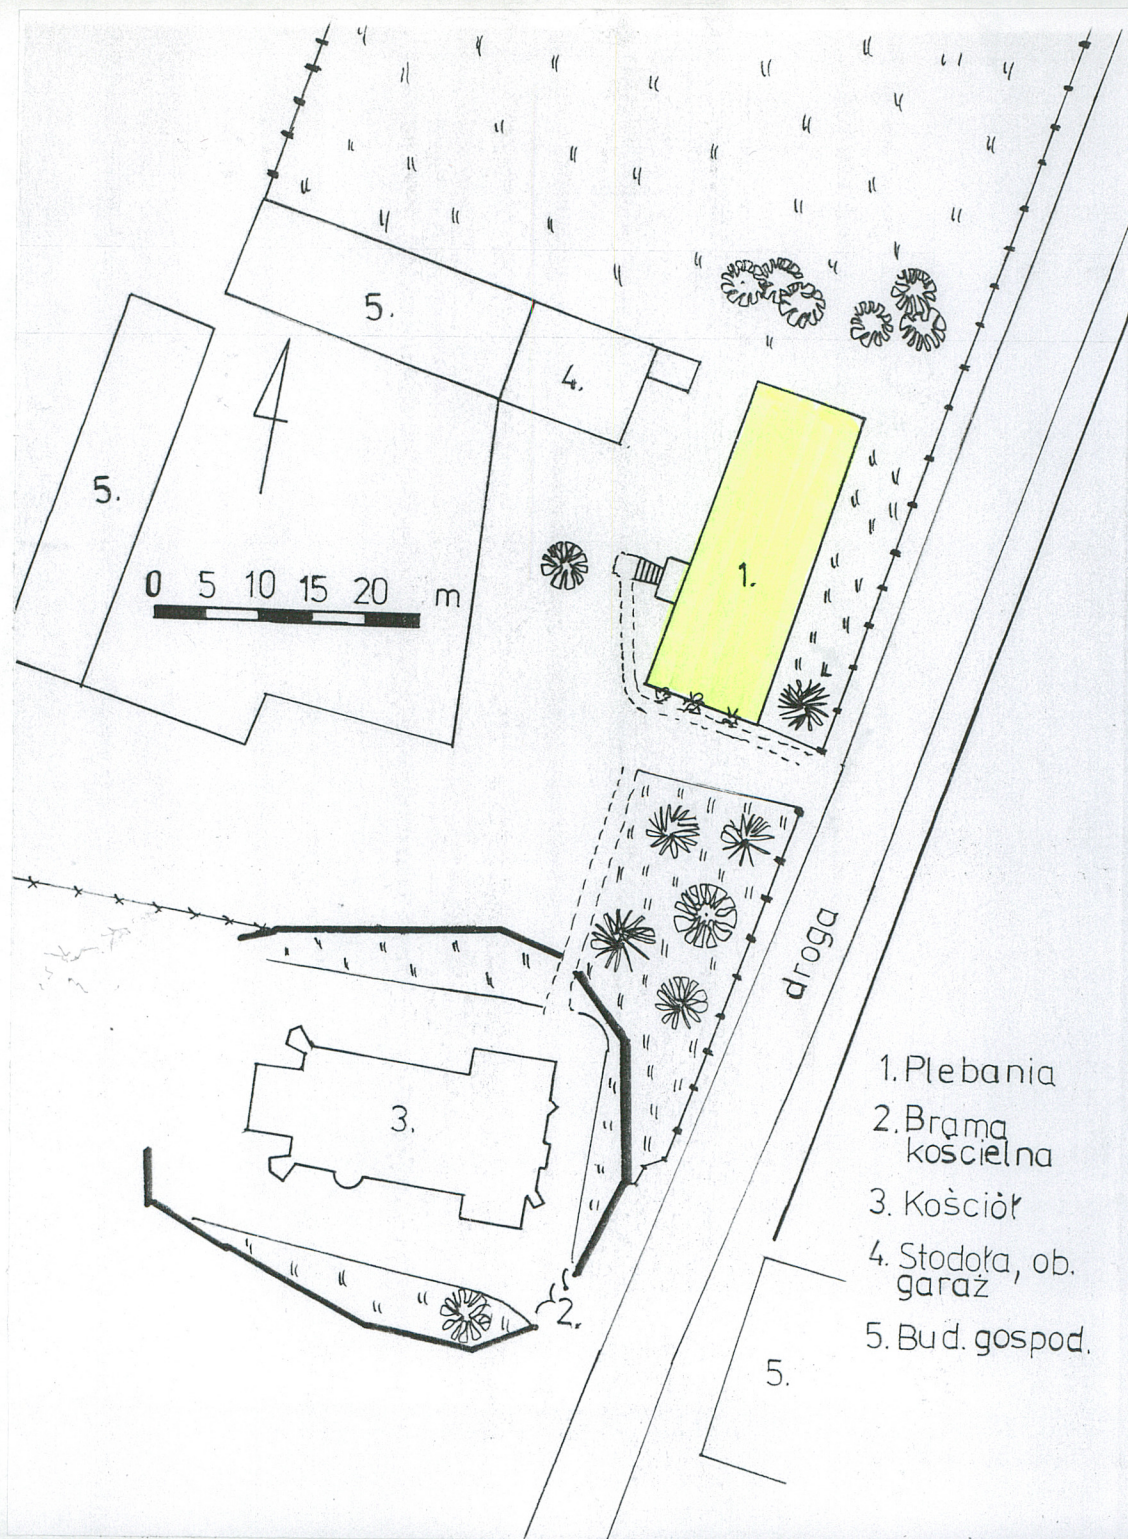 5.
4.
5.
1.
0 5 10 15 20 m
droga
3.
2.
5.
1. Plebania
2. Brama
kościelna
3. Kościół
4. Stodoła, ob.
garaż
5. Bud. gospod.